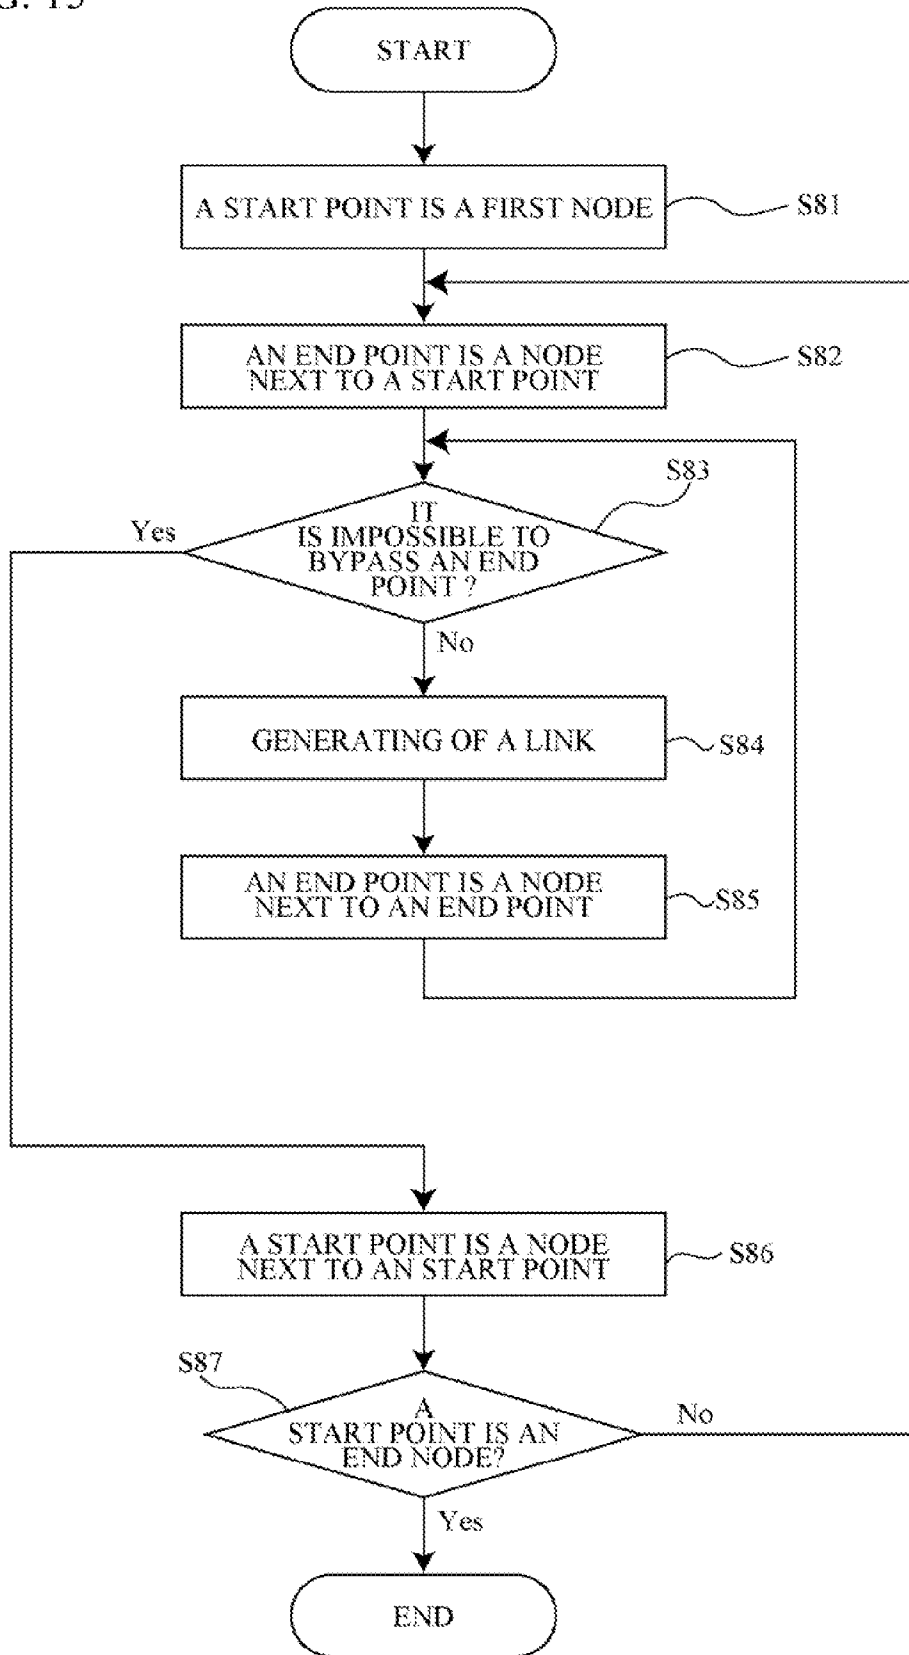 START
A START POINT IS A FIRST NODE
S81
AN END POINT IS A NODE
NEXT TO A START POINT
S82
S83
IT
IS IMPOSSIBLE TO
BYPASS AN END
POINT ?
Yes
No
GENERATING OF A LINK
S84
AN END POINT IS A NODE
NEXT TO AN END POINT
S85
A START POINT IS A NODE
NEXT TO AN START POINT
S86
S87
A
START POINT IS AN
END NODE?
No
Yes
END